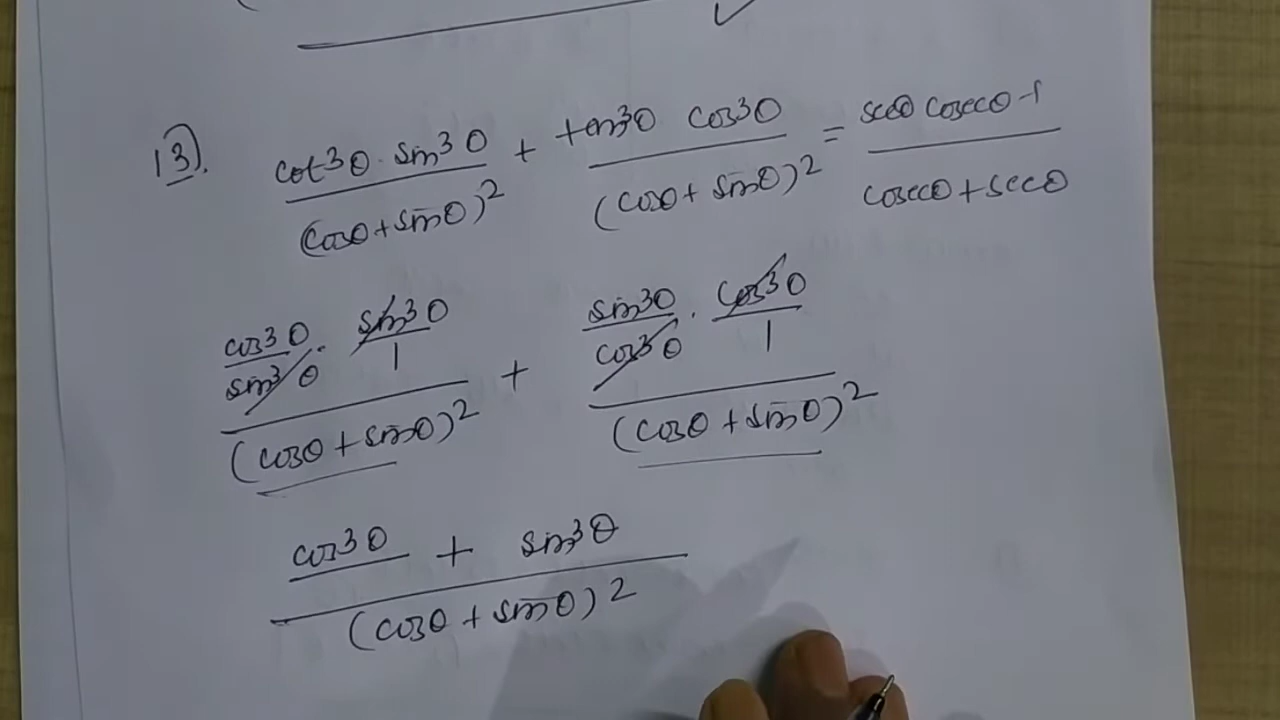 13). cot³θ · sin³θ / (cosθ + sinθ)² + tan³θ cos³θ / (cosθ + sinθ)² = secθ cosecθ - 1 / cosecθ + secθ
cos³θ / sin³θ · sin³θ / 1 / (cosθ + sinθ)² + sin³θ / cos³θ · cos³θ / 1 / (cosθ + sinθ)²
cos³θ + sin³θ / (cosθ + sinθ)²